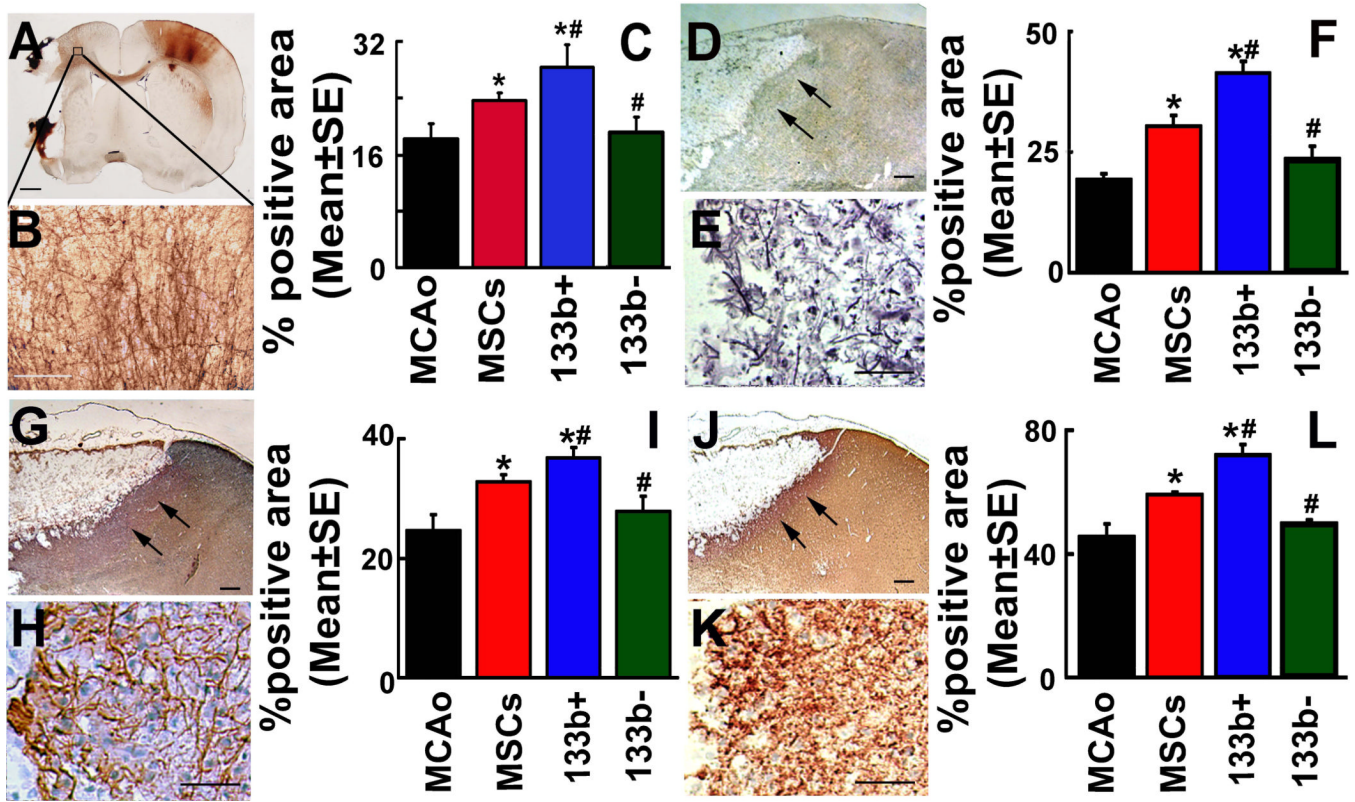 A
B
% positive area
(Mean±SE)
32
16
0
*
*#
#
C
MCAo
MSCs
133b+
133b-
D
E
%positive area
(Mean±SE)
50
25
0
*
*#
#
F
MCAo
MSCs
133b+
133b-
G
H
%positive area
(Mean±SE)
40
20
0
*
*#
#
I
MCAo
MSCs
133b+
133b-
J
K
%positive area
(Mean±SE)
80
40
0
*
*#
#
L
MCAo
MSCs
133b+
133b-